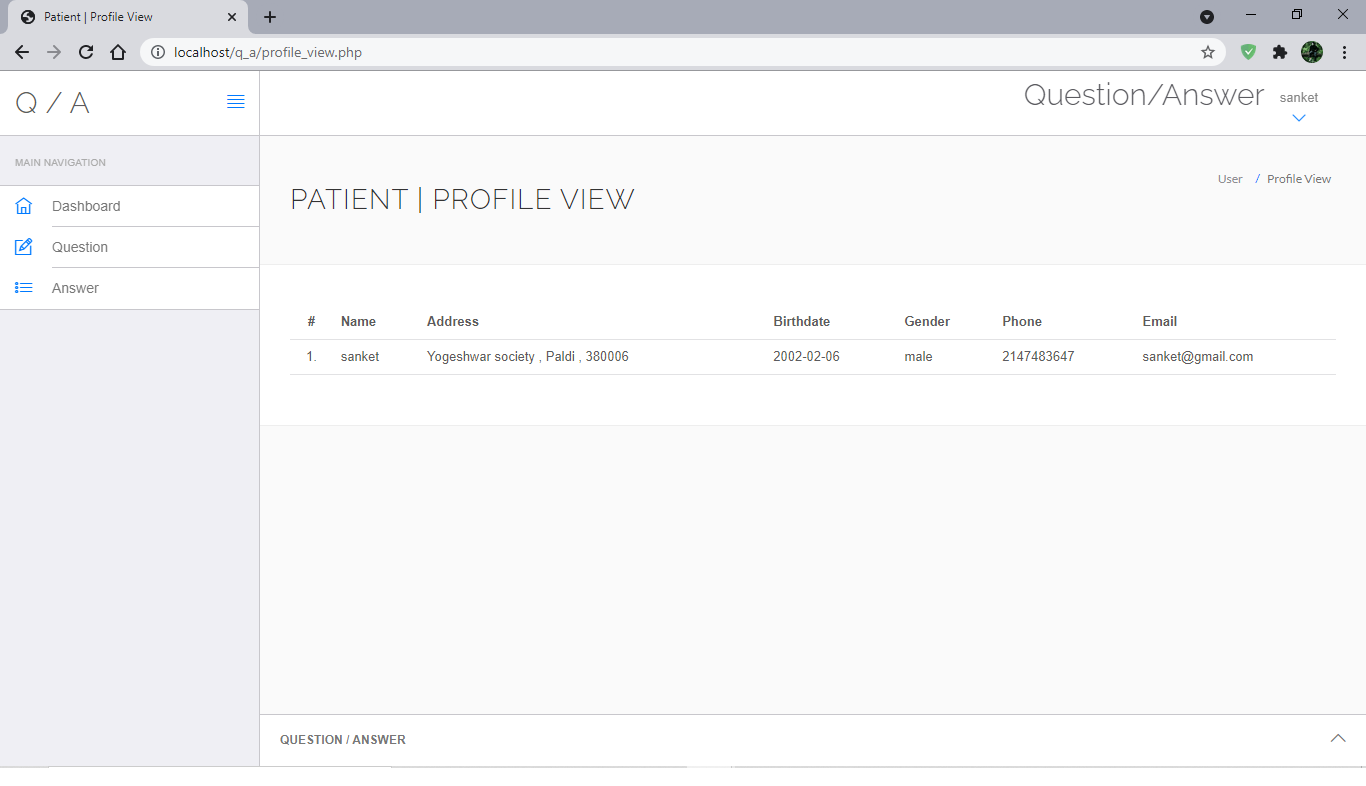 Patient | Profile View
localhost/q_a/profile_view.php
Q / A
Question/Answer
sanket
MAIN NAVIGATION
Dashboard
Question
Answer
PATIENT | PROFILE VIEW
User / Profile View
# Name Address Birthdate Gender Phone Email
1. sanket Yogeshwar society , Paldi , 380006 2002-02-06 male 2147483647 sanket@gmail.com
QUESTION / ANSWER